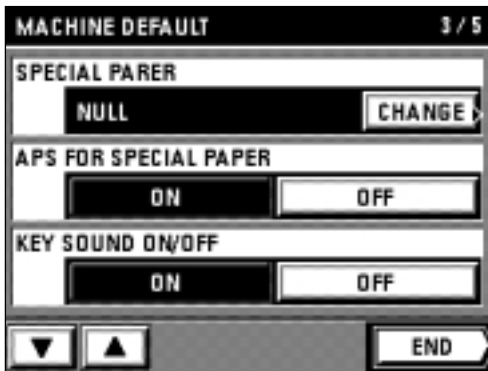 MACHINE DEFAULT 3/5
SPECIAL PARER
NULL CHANGE
APS FOR SPECIAL PAPER
ON OFF
KEY SOUND ON/OFF
ON OFF
END